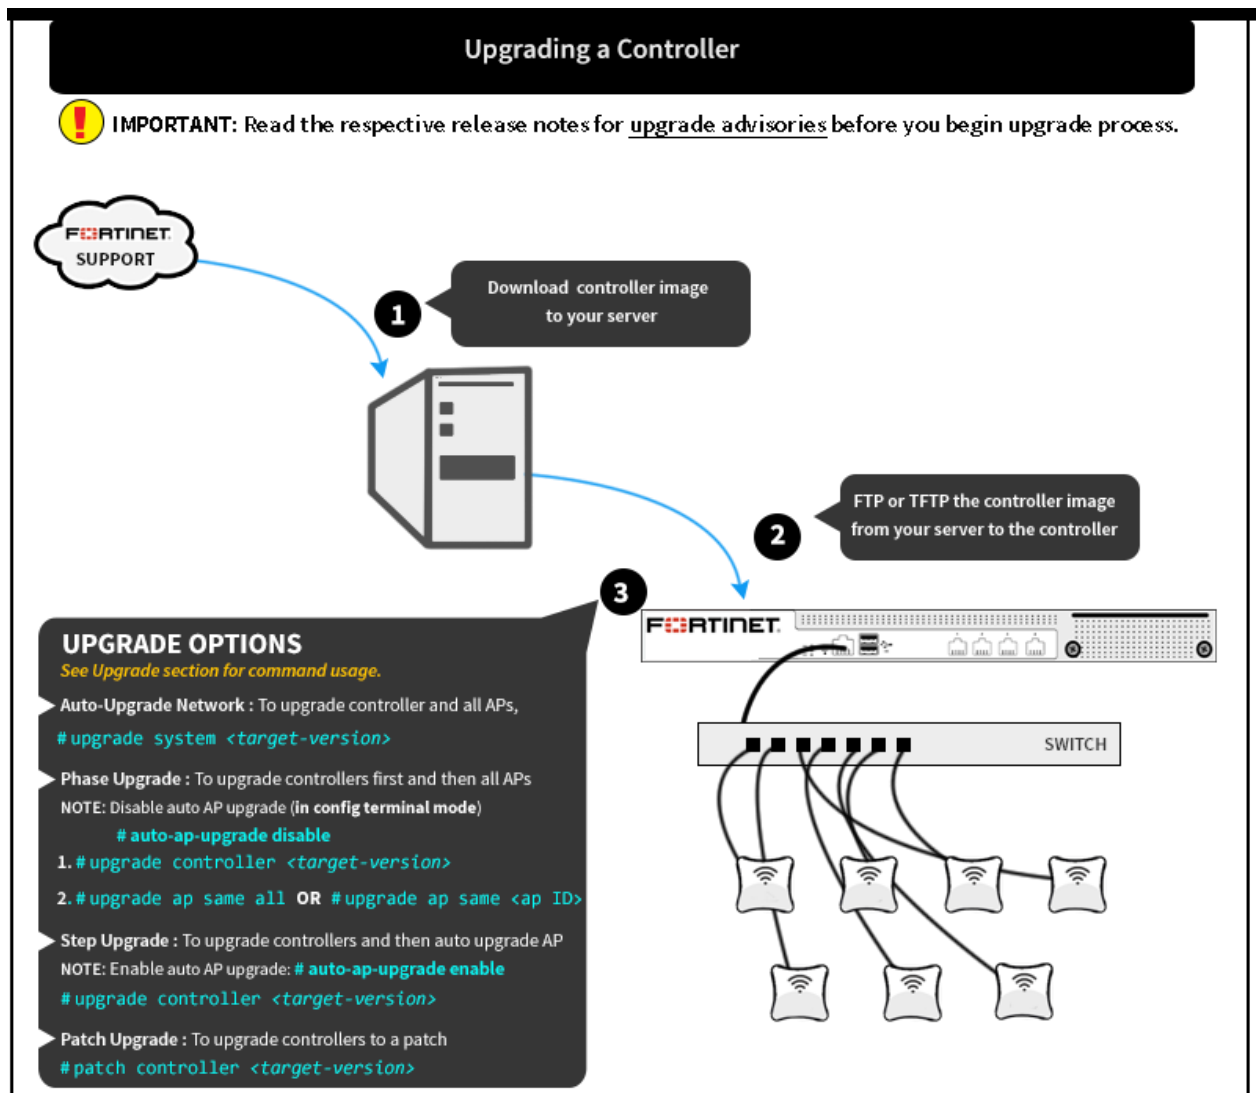 Upgrading a Controller
! IMPORTANT: Read the respective release notes for upgrade advisories before you begin upgrade process.
FORTINET.
SUPPORT
1
Download controller image
to your server
2
FTP or TFTP the controller image
from your server to the controller
3
FORTINET.
SWITCH
UPGRADE OPTIONS
See Upgrade section for command usage.
Auto-Upgrade Network : To upgrade controller and all APs,
# upgrade system <target-version>
Phase Upgrade : To upgrade controllers first and then all APs
NOTE: Disable auto AP upgrade (in config terminal mode)
# auto-ap-upgrade disable
1. # upgrade controller <target-version>
2. # upgrade ap same all OR # upgrade ap same <ap ID>
Step Upgrade : To upgrade controllers and then auto upgrade AP
NOTE: Enable auto AP upgrade: # auto-ap-upgrade enable
# upgrade controller <target-version>
Patch Upgrade : To upgrade controllers to a patch
# patch controller <target-version>